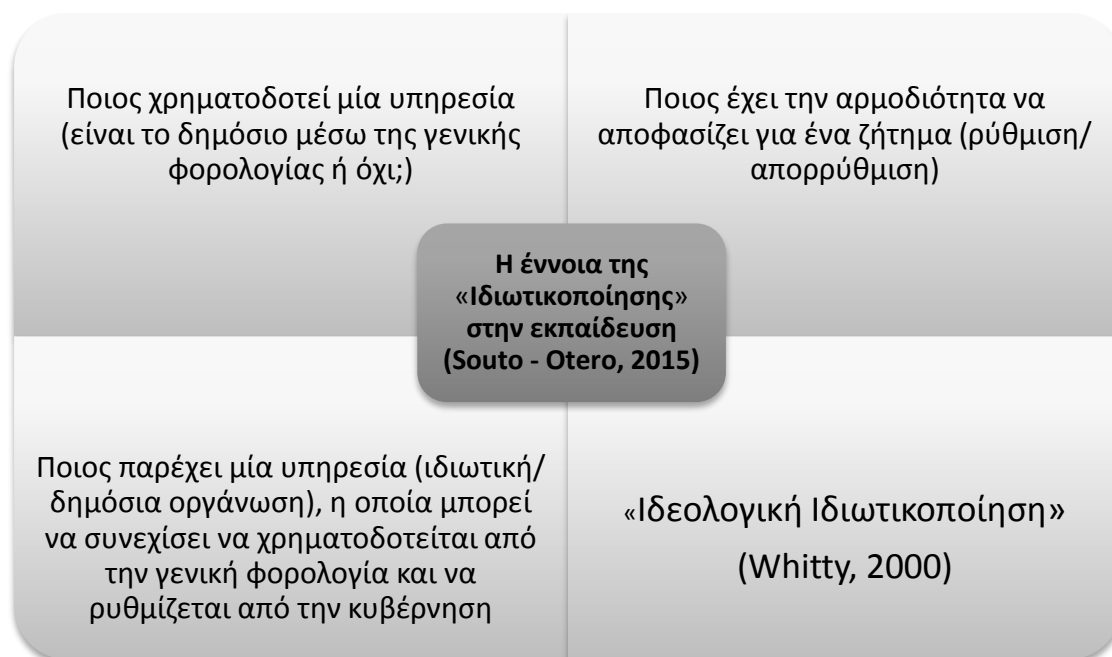 Ποιος χρηματοδοτεί μία υπηρεσία
(είναι το δημόσιο μέσω της γενικής
φορολογίας ή όχι;)
Ποιος έχει την αρμοδιότητα να
αποφασίζει για ένα ζήτημα (ρύθμιση/
απορρύθμιση)
Η έννοια της
«Ιδιωτικοποίησης»
στην εκπαίδευση
(Souto - Otero, 2015)
Ποιος παρέχει μία υπηρεσία (ιδιωτική/
δημόσια οργάνωση), η οποία μπορεί
να συνεχίσει να χρηματοδοτείται από
την γενική φορολογία και να
ρυθμίζεται από την κυβέρνηση
«Ιδεολογική Ιδιωτικοποίηση»
(Whitty, 2000)